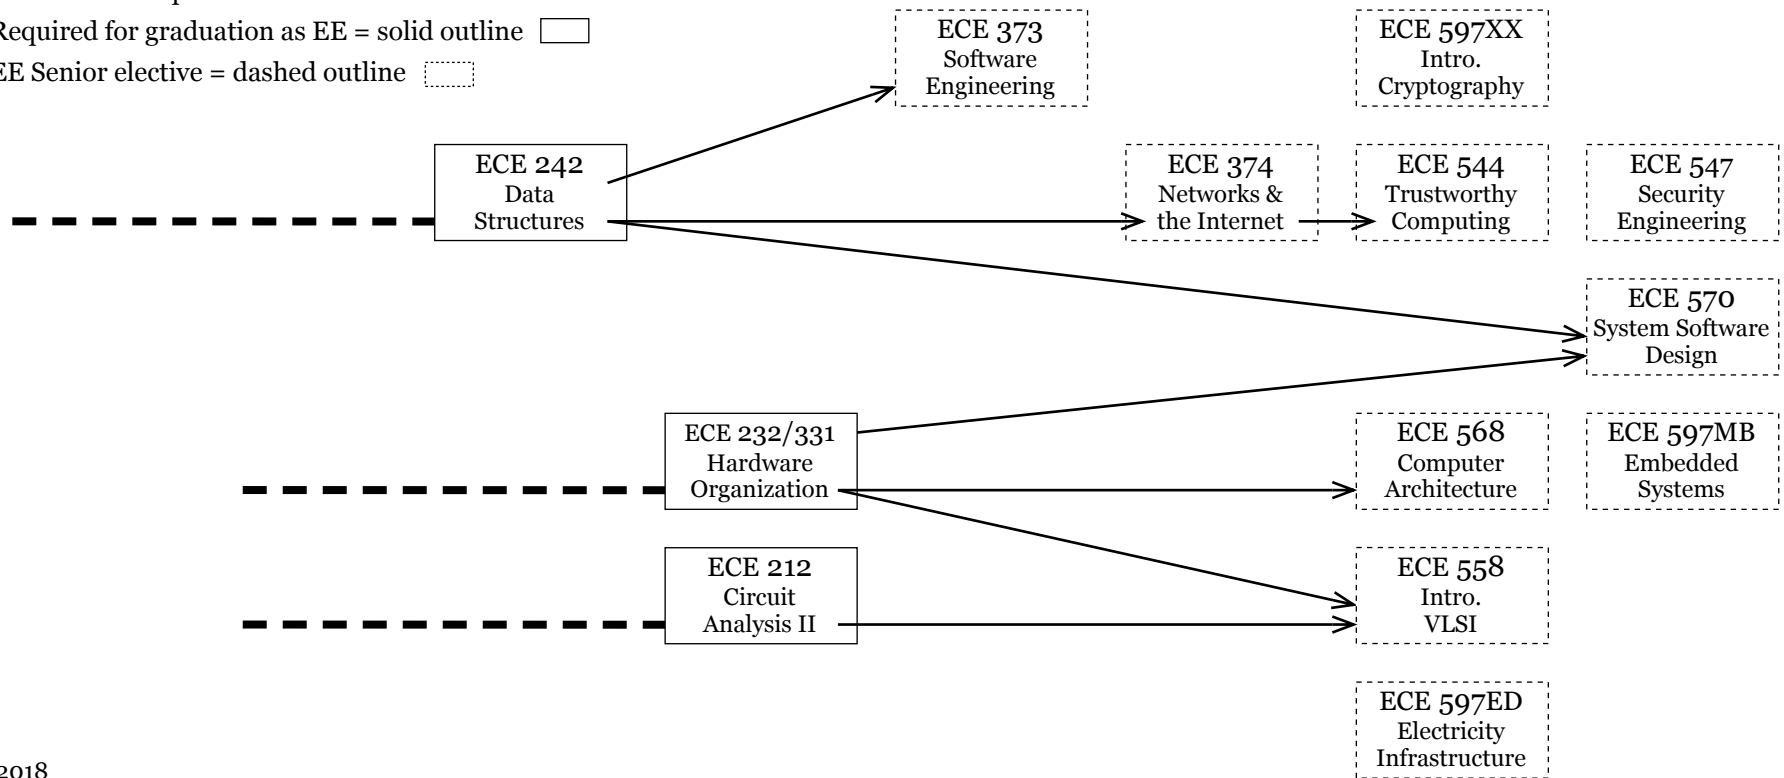 Required for graduation as EE = solid outline
EE Senior elective = dashed outline
ECE 373
Software
Engineering
ECE 597XX
Intro.
Cryptography
ECE 242
Data
Structures
ECE 374
Networks &
the Internet
ECE 544
Trustworthy
Computing
ECE 547
Security
Engineering
ECE 570
System Software
Design
ECE 232/331
Hardware
Organization
ECE 568
Computer
Architecture
ECE 597MB
Embedded
Systems
ECE 212
Circuit
Analysis II
ECE 558
Intro.
VLSI
ECE 597ED
Electricity
Infrastructure
2018